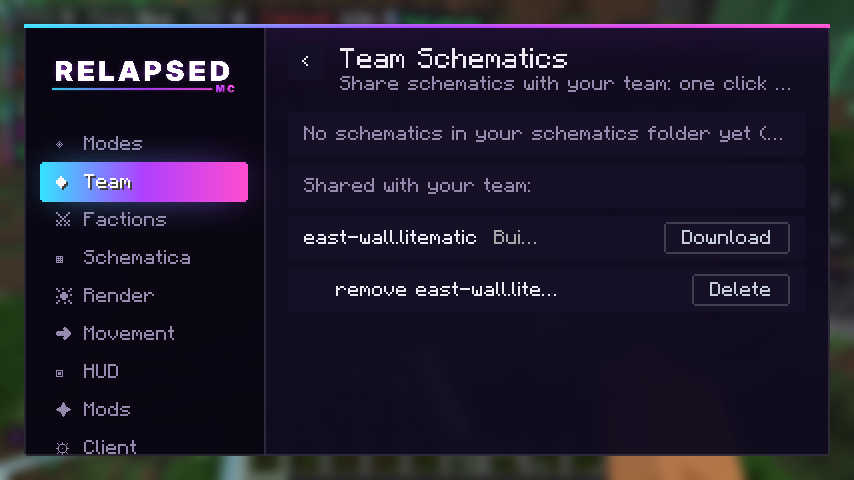 RELAPSED
MC
Modes
Team
Factions
Schematica
Render
Movement
HUD
Mods
Client
Team Schematics
Share schematics with your team: one click ...
No schematics in your schematics folder yet (...
Shared with your team:
east-wall.litematic Bui...
Download
remove east-wall.lite...
Delete